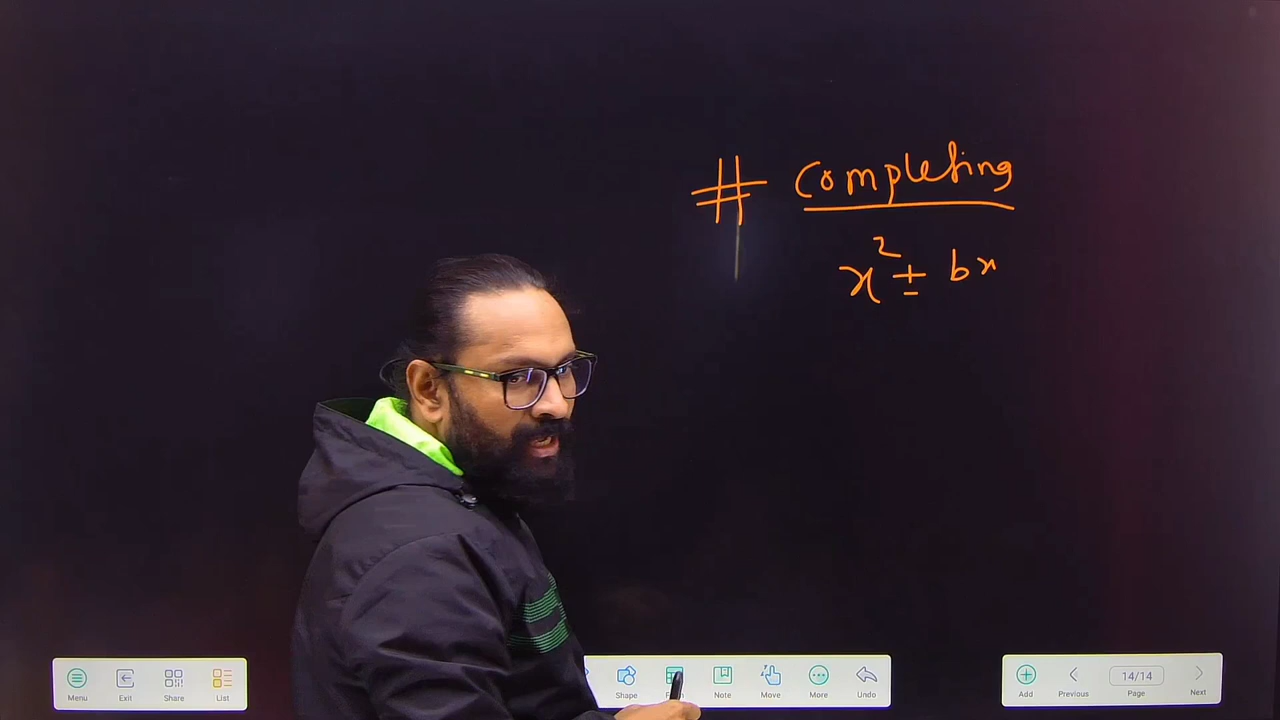 # Completing
x² ± bx
Menu
Exit
Share
List
Shape
Note
Move
More
Undo
Add
Previous
14/14
Page
Next